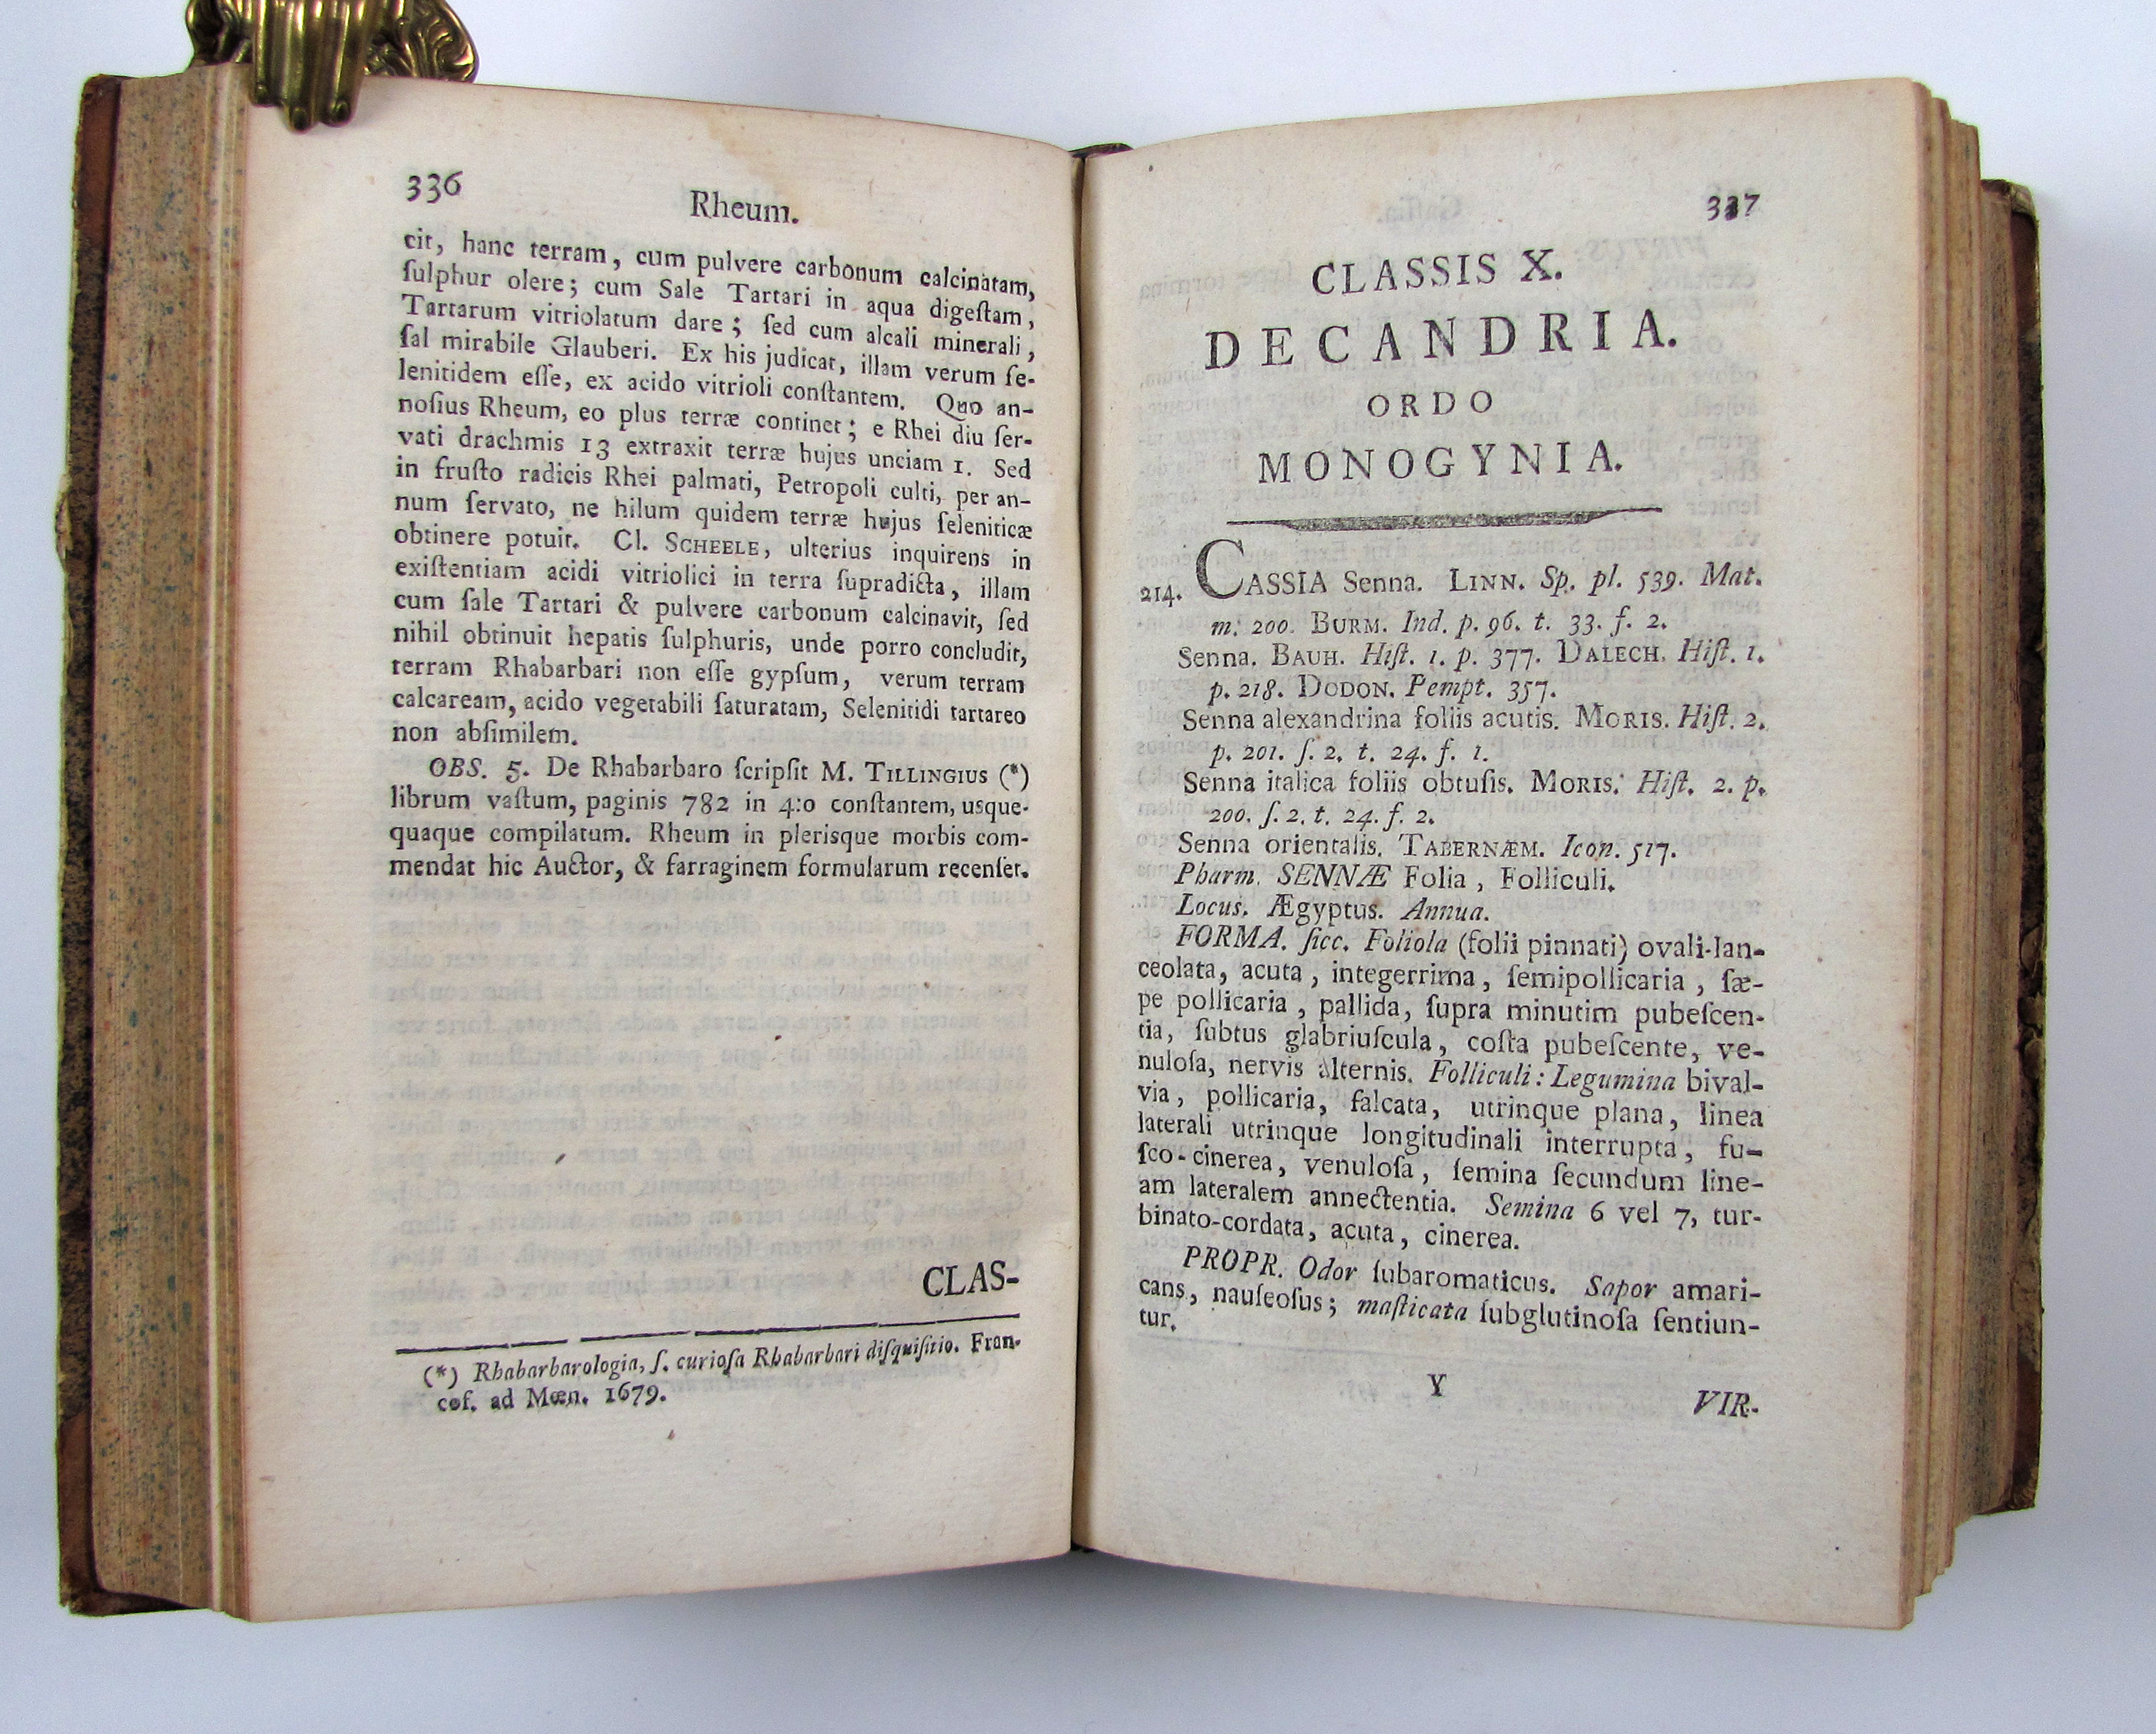 336
Rheum.
cit, hanc terram, cum pulvere carbonum calcinatam,
ſulphur olere; cum Sale Tartari in aqua digeſtam,
Tartarum vitriolatum dare; ſed cum alcali minerali,
ſal mirabile Glauberi. Ex his judicat, illam verum ſe-
lenitidem eſſe, ex acido vitrioli conſtantem. Quo an-
noſius Rheum, eo plus terræ continet; e Rhei diu ſer-
vati drachmis 13 extraxit terræ hujus unciam 1. Sed
in fruſto radicis Rhei palmati, Petropoli culti, per an-
num ſervato, ne hilum quidem terræ hujus ſeleniticæ
obtinere potuit. Cl. SCHEELE, ulterius inquirens in
exiſtentiam acidi vitriolici in terra ſupradicta, illam
cum ſale Tartari & pulvere carbonum calcinavit, ſed
nihil obtinuit hepatis ſulphuris, unde porro concludit,
terram Rhabarbari non eſſe gypſum, verum terram
calcaream, acido vegetabili ſaturatam, Selenitidi tartareo
non abſimilem.
OBS. 5. De Rhabarbaro ſcripſit M. TILLINGIUS (*)
librum vaſtum, paginis 782 in 4:o conſtantem, usque-
quaque compilatum. Rheum in plerisque morbis com-
mendat hic Auctor, & farraginem formularum recenſet.
CLAS-
(*) Rhabarbarologia, ſ. curioſa Rhabarbari diſquiſitio. Fran-
cof. ad Mœn. 1679.
337
CLASSIS X.
DECANDRIA.
ORDO
MONOGYNIA.
214. CASSIA Senna. LINN. Sp. pl. 539. Mat.
m. 200. BURM. Ind. p. 96. t. 33. f. 2.
Senna. BAUH. Hiſt. 1. p. 377. DALECH. Hiſt. 1.
p. 218. DODON. Pempt. 357.
Senna alexandrina foliis acutis. MORIS. Hiſt. 2.
p. 201. ſ. 2. t. 24. f. 1.
Senna italica foliis obtuſis. MORIS. Hiſt. 2. p.
200. ſ. 2. t. 24. f. 2.
Senna orientalis. TABERNÆM. Icon. 517.
Pharm. SENNÆ Folia, Folliculi.
Locus. Ægyptus. Annua.
FORMA. ſicc. Foliola (folii pinnati) ovali-lan-
ceolata, acuta, integerrima, ſemipollicaria, ſæ-
pe pollicaria, pallida, ſupra minutim pubeſcen-
tia, ſubtus glabriuſcula, coſta pubeſcente, ve-
nuloſa, nervis alternis. Folliculi: Legumina bival-
via, pollicaria, falcata, utrinque plana, linea
laterali utrinque longitudinali interrupta, fu-
ſco-cinerea, venuloſa, ſemina ſecundum line-
am lateralem annectentia. Semina 6 vel 7, tur-
binato-cordata, acuta, cinerea.
PROPR. Odor ſubaromaticus. Sapor amari-
cans, nauſeoſus; maſticata ſubglutinoſa ſentiun-
tur.
Y
VIR-